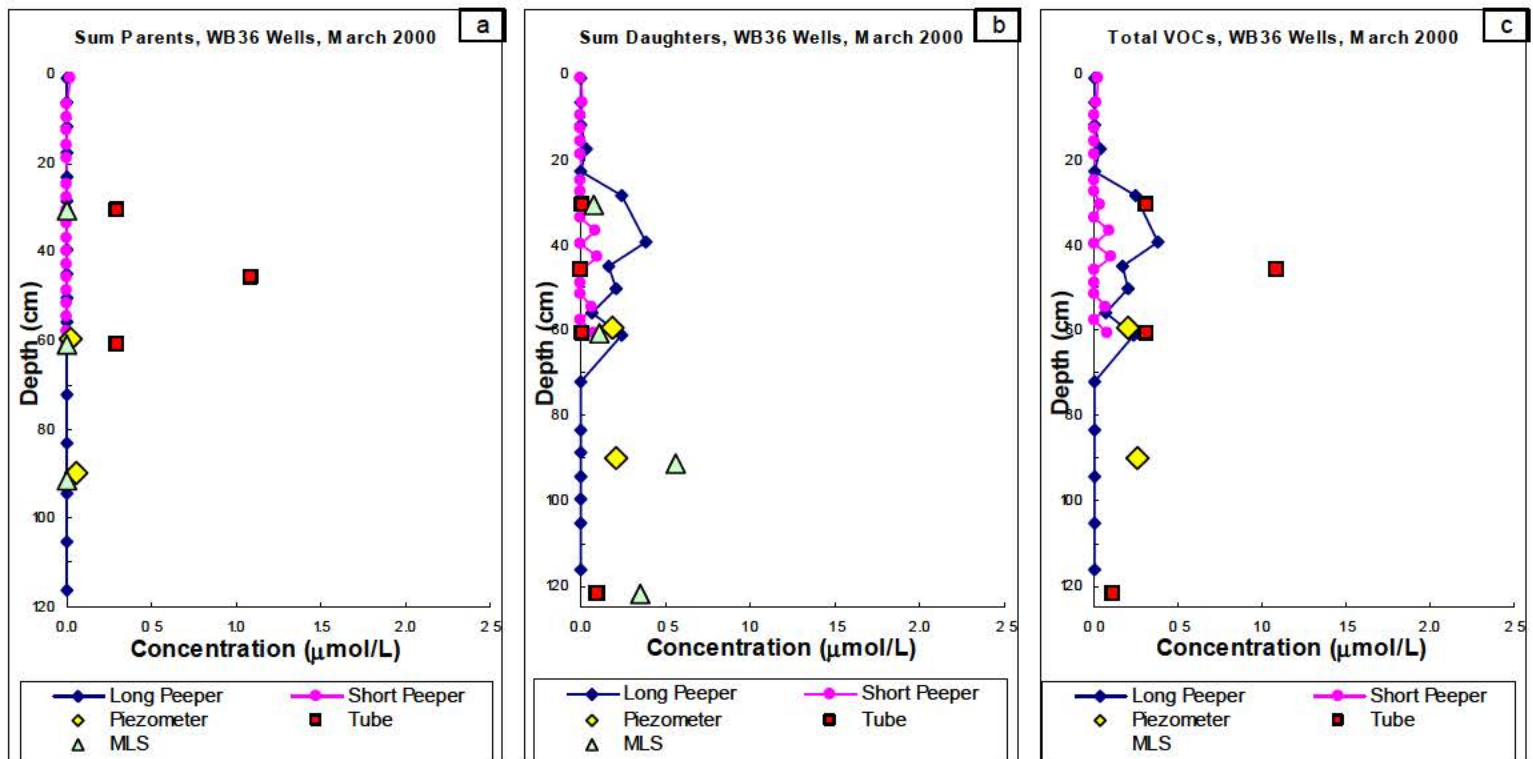 a
Sum Parents, WB36 Wells, March 2000
Depth (cm)
0
20
40
60
80
100
120
0.0 0 5 1.0 1 5 2.0 2 5
Concentration (μmol/L)
Long Peeper Short Peeper
Piezometer Tube
MLS
b
Sum Daughters, WB36 Wells, March 2000
Depth (cm)
0
20
40
60
80
100
120
0.0 0 5 1.0 1 5 2.0 2 5
Concentration (μmol/L)
Long Peeper Short Peeper
Piezometer Tube
MLS
c
Total VOCs, WB36 Wells, March 2000
Depth (cm)
0
20
40
60
80
100
120
0 0 0 5 1.0 1 5 2.0 2 5
Concentration (μmol/L)
Long Peeper Short Peeper
Piezometer Tube
MLS